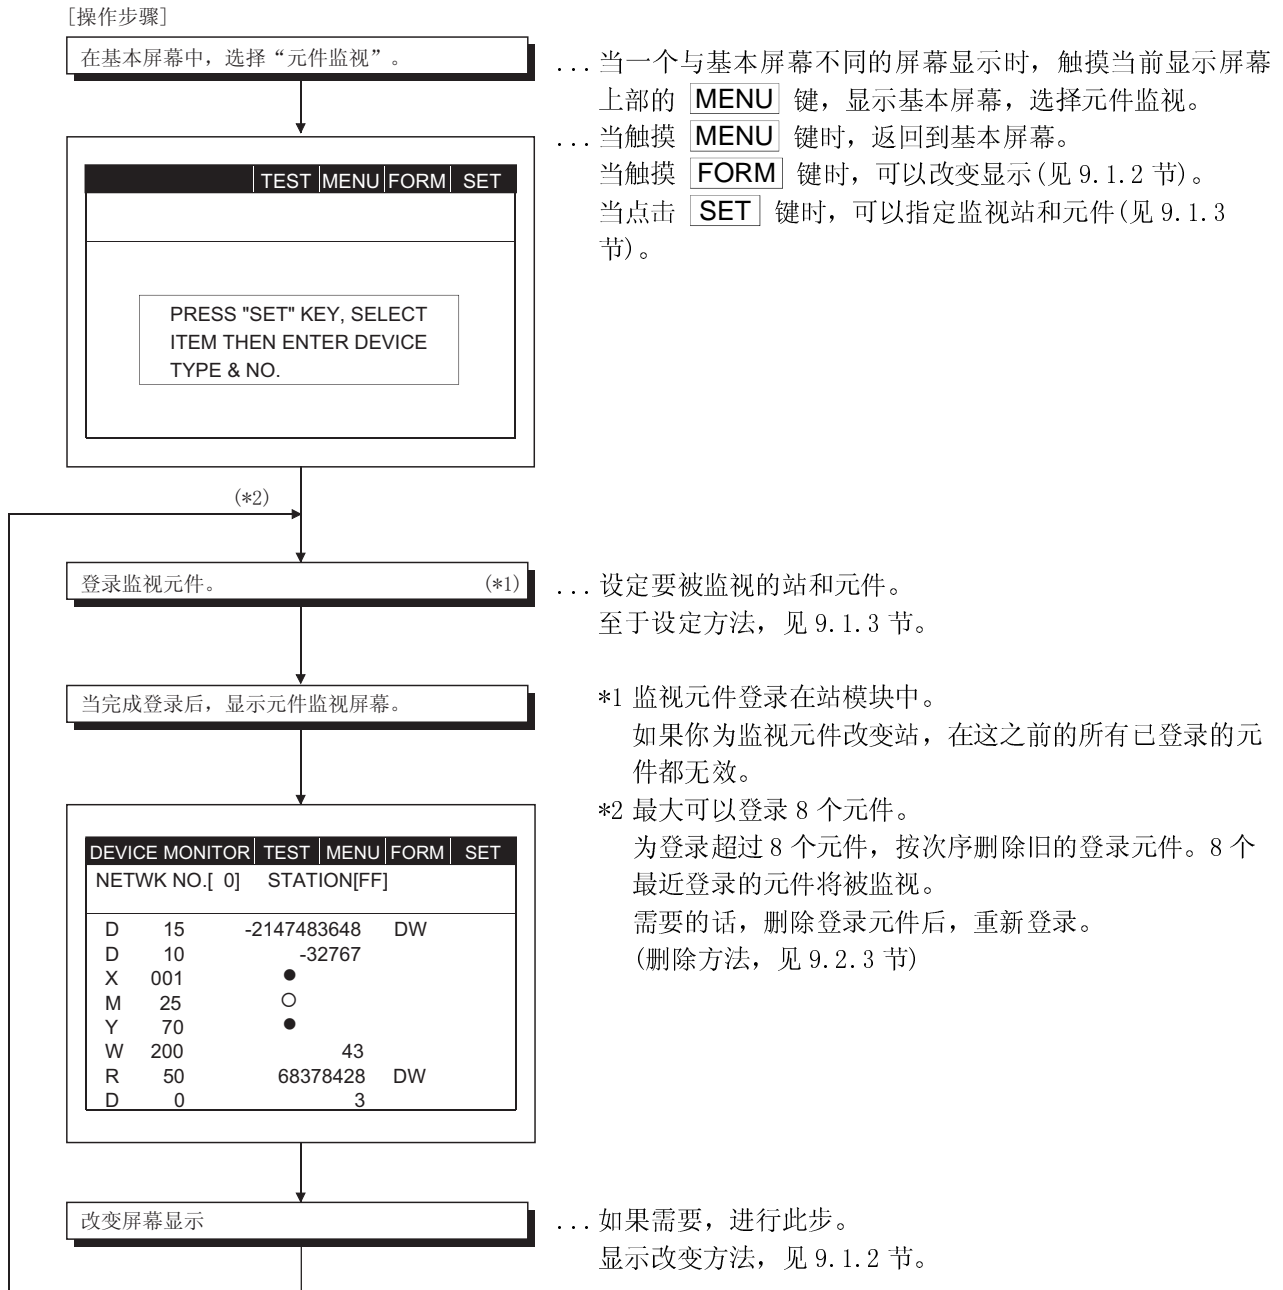 [操作步骤]
在基本屏幕中，选择“元件监视”。
...当一个与基本屏幕不同的屏幕显示时，触摸当前显示屏幕
上部的 MENU 键，显示基本屏幕，选择元件监视。
...当触摸 MENU 键时，返回到基本屏幕。
当触摸 FORM 键时，可以改变显示(见 9.1.2 节)。
当点击 SET 键时，可以指定监视站和元件(见 9.1.3
节)。
TEST MENU FORM SET
PRESS "SET" KEY, SELECT
ITEM THEN ENTER DEVICE
TYPE & NO.
(*2)
登录监视元件。 (*1)
...设定要被监视的站和元件。
至于设定方法，见 9.1.3 节。
当完成登录后，显示元件监视屏幕。
*1 监视元件登录在站模块中。
如果你为监视元件改变站，在这之前的所有已登录的元
件都无效。
*2 最大可以登录 8 个元件。
为登录超过 8 个元件，按次序删除旧的登录元件。8 个
最近登录的元件将被监视。
需要的话，删除登录元件后，重新登录。
(删除方法，见 9.2.3 节)
DEVICE MONITOR TEST MENU FORM SET
NETWK NO.[ 0] STATION[FF]
D 15 -2147483648 DW
D 10 -32767
X 001 ●
M 25 ○
Y 70 ●
W 200 43
R 50 68378428 DW
D 0 3
改变屏幕显示
...如果需要，进行此步。
显示改变方法，见 9.1.2 节。